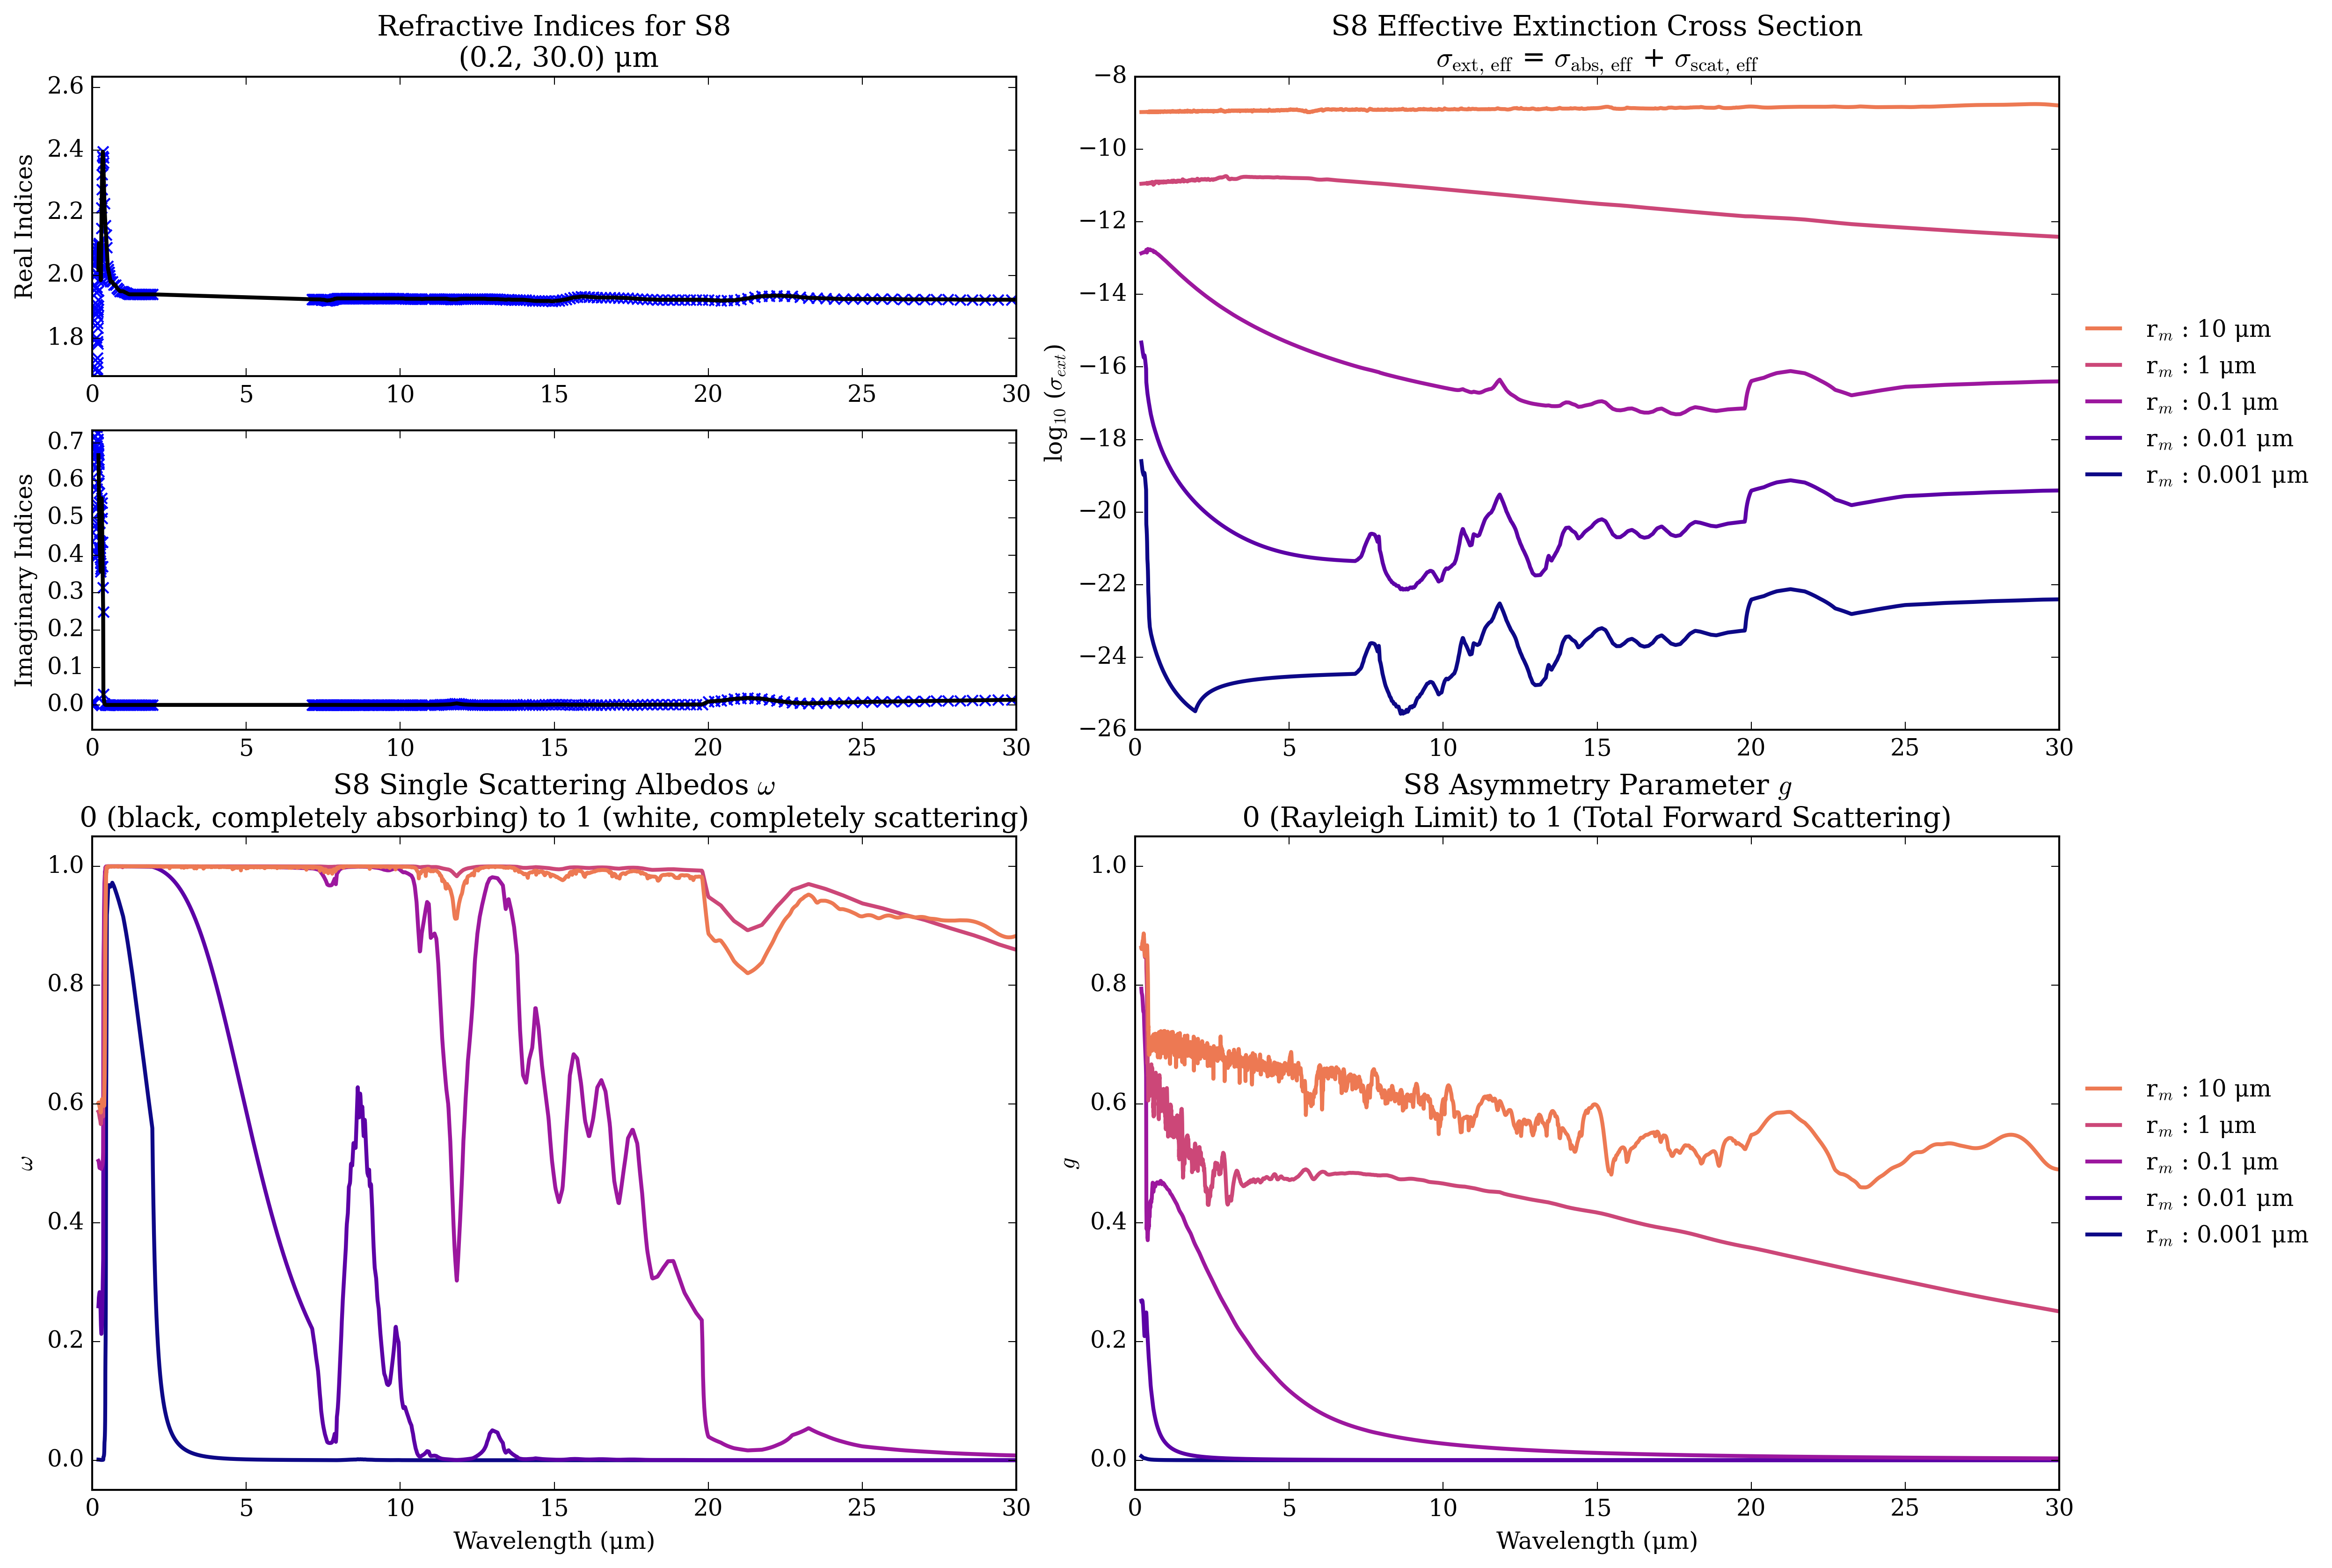 Refractive Indices for S8
(0.2, 30.0) μm
2.6
2.4
2.2
2.0
1.8
Real Indices
0 5 10 15 20 25 30
0.7
0.6
0.5
0.4
0.3
0.2
0.1
0.0
Imaginary Indices
0 5 10 15 20 25 30
S8 Effective Extinction Cross Section
σext, eff = σabs, eff + σscat, eff
−8
−10
−12
−14
−16
−18
−20
−22
−24
−26
log10 (σext)
0 5 10 15 20 25 30
rm : 10 μm
rm : 1 μm
rm : 0.1 μm
rm : 0.01 μm
rm : 0.001 μm
S8 Single Scattering Albedos ω
0 (black, completely absorbing) to 1 (white, completely scattering)
1.0
0.8
0.6
0.4
0.2
0.0
ω
0 5 10 15 20 25 30
Wavelength (μm)
S8 Asymmetry Parameter g
0 (Rayleigh Limit) to 1 (Total Forward Scattering)
1.0
0.8
0.6
0.4
0.2
0.0
g
0 5 10 15 20 25 30
Wavelength (μm)
rm : 10 μm
rm : 1 μm
rm : 0.1 μm
rm : 0.01 μm
rm : 0.001 μm